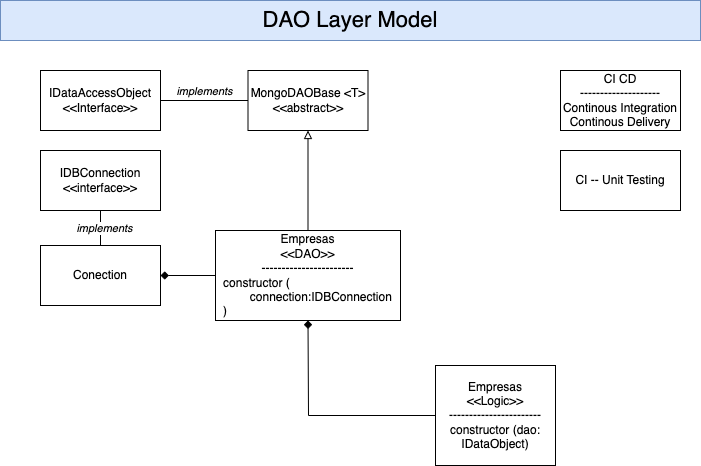 DAO Layer Model
IDataAccessObject
<<Interface>>
implements
MongoDAOBase <T>
<<abstract>>
CI CD
--------------------
Continous Integration
Continous Delivery
IDBConnection
<<interface>>
CI -- Unit Testing
implements
Conection
Empresas
<<DAO>>
-----------------------
constructor (
connection:IDBConnection
)
Empresas
<<Logic>>
-----------------------
constructor (dao:
IDataObject)